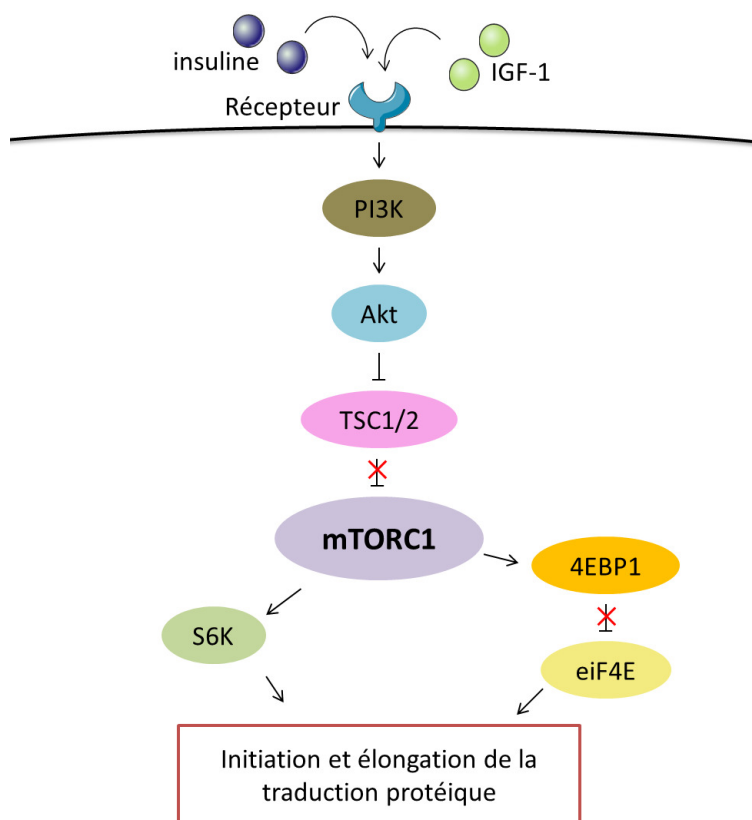 insuline
IGF-1
Récepteur
PI3K
Akt
TSC1/2
mTORC1
4EBP1
S6K
eiF4E
Initiation et élongation de la
traduction protéique